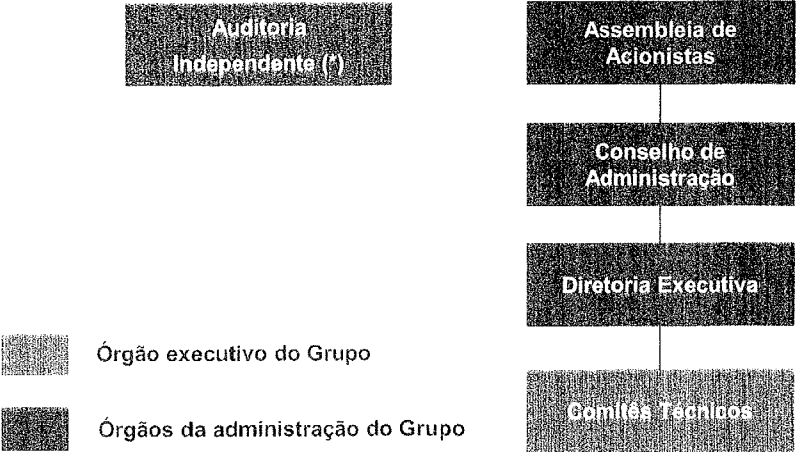 Auditoria
Independente (*)
Assembleia de
Acionistas
Conselho de
Administração
Diretoria Executiva
Comitês Técnicos
Órgão executivo do Grupo
Órgãos da administração do Grupo